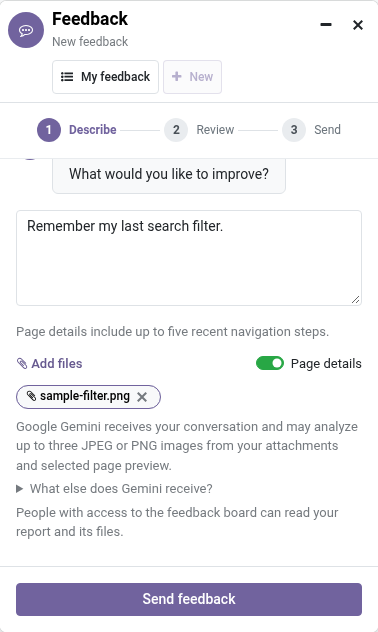 Feedback
New feedback
My feedback
+ New
1 Describe
2 Review
3 Send
What would you like to improve?
Remember my last search filter.
Page details include up to five recent navigation steps.
Add files
Page details
sample-filter.png
Google Gemini receives your conversation and may analyze
up to three JPEG or PNG images from your attachments
and selected page preview.
What else does Gemini receive?
People with access to the feedback board can read your
report and its files.
Send feedback